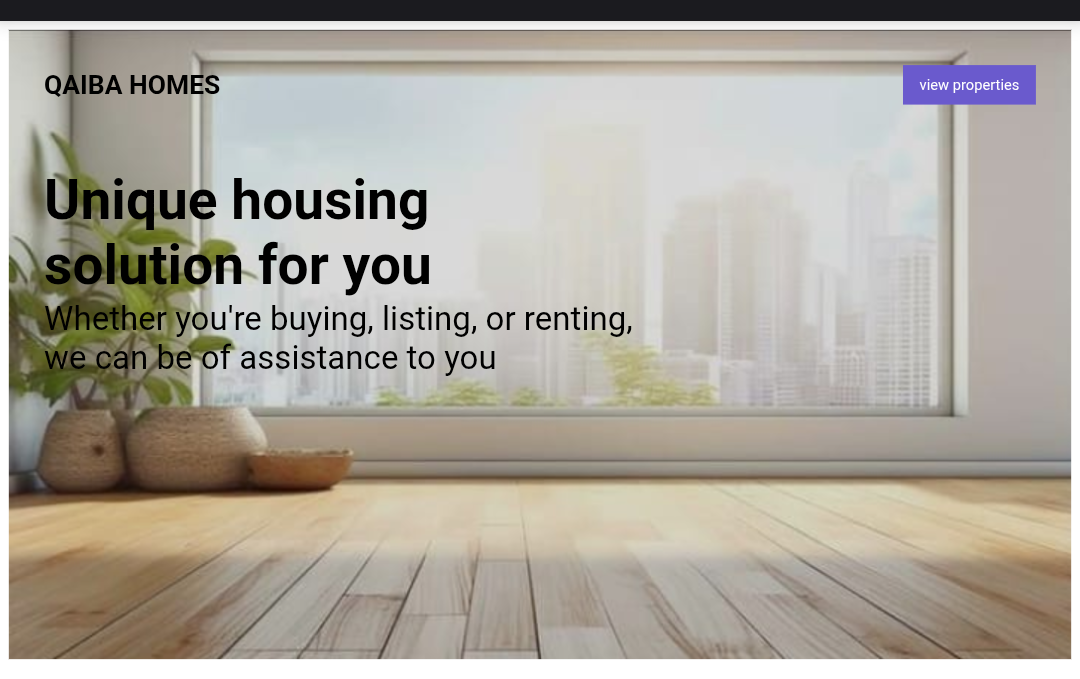 QAIBA HOMES
view properties
Unique housing
solution for you
Whether you're buying, listing, or renting,
we can be of assistance to you